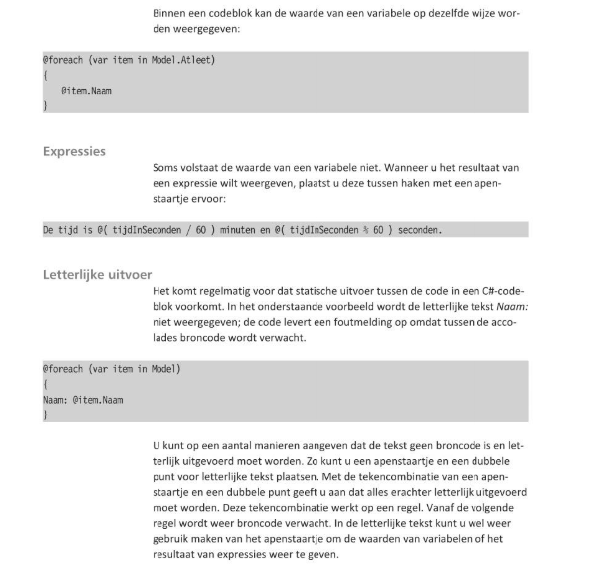 Binnen een codeblok kan de waarde van een variabele op dezelfde wijze wor-
den weergegeven:
@foreach (var item in Model.Atleet)
{
@item.Naam
}
Expressies
Soms volstaat de waarde van een variabele niet. Wanneer u het resultaat van
een expressie wilt weergeven, plaatst u deze tussen haken met een apen-
staartje ervoor:
De tijd is @( tijdInSeconden / 60 ) minuten en @( tijdInSeconden % 60 ) seconden.
Letterlijke uitvoer
Het komt regelmatig voor dat statische uitvoer tussen de code in een C#-code-
blok voorkomt. In het onderstaande voorbeeld wordt de letterlijke tekst Naam:
niet weergegeven; de code levert een foutmelding op omdat tussen de acco-
lades broncode wordt verwacht.
@foreach (var item in Model)
{
Naam: @item.Naam
}
U kunt op een aantal manieren aangeven dat de tekst geen broncode is en let-
terlijk uitgevoerd moet worden. Zo kunt u een apenstaartje en een dubbele
punt voor letterlijke tekst plaatsen. Met de tekencombinatie van een apen-
staartje en een dubbele punt geeft u aan dat alles erachter letterlijk uitgevoerd
moet worden. Deze tekencombinatie werkt op een regel. Vanaf de volgende
regel wordt weer broncode verwacht. In de letterlijke tekst kunt u wel weer
gebruik maken van het apenstaartje om de waarden van variabelen of het
resultaat van expressies weer te geven.